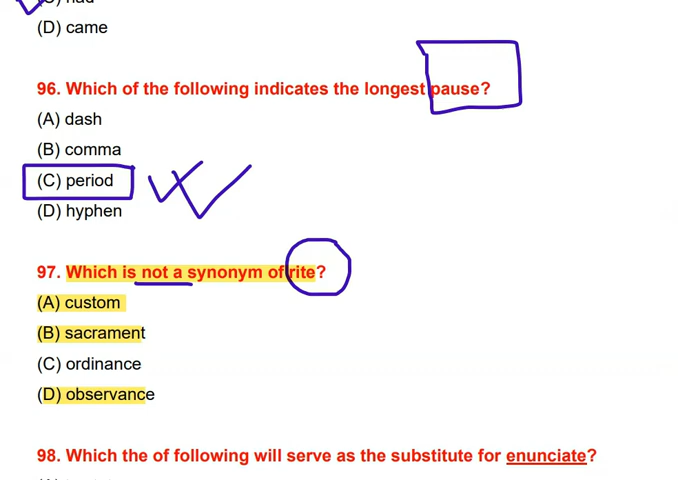 (C) had
(D) came
96. Which of the following indicates the longest pause?
(A) dash
(B) comma
(C) period
(D) hyphen
97. Which is not a synonym of rite?
(A) custom
(B) sacrament
(C) ordinance
(D) observance
98. Which the of following will serve as the substitute for enunciate?